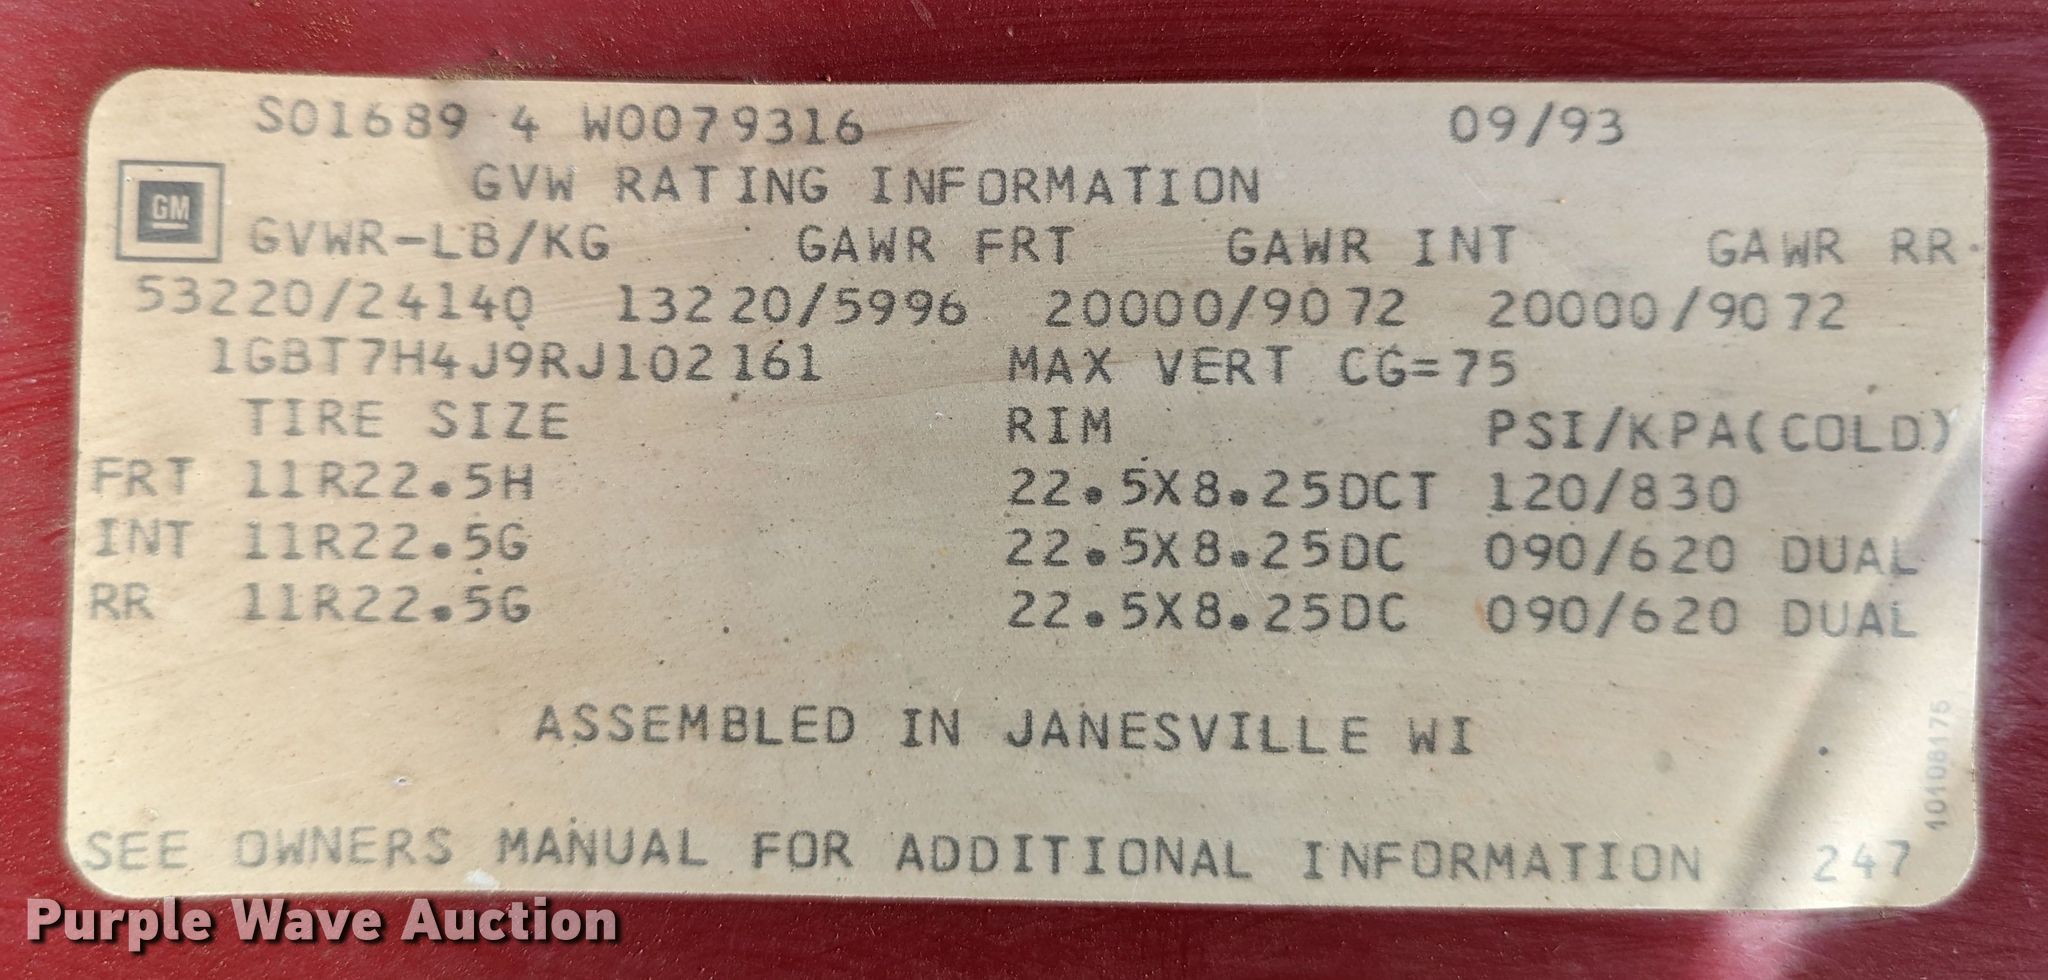 S01689 4 W0079316 09/93
GVW RATING INFORMATION
GM
GVWR-LB/KG GAWR FRT GAWR INT GAWR RR
53220/24140 13220/5996 20000/9072 20000/9072
1GBT7H4J9RJ102161 MAX VERT CG=75
TIRE SIZE RIM PSI/KPA(COLD)
FRT 11R22.5H 22.5X8.25DCT 120/830
INT 11R22.5G 22.5X8.25DC 090/620 DUAL
RR 11R22.5G 22.5X8.25DC 090/620 DUAL
ASSEMBLED IN JANESVILLE WI
10108175
SEE OWNERS MANUAL FOR ADDITIONAL INFORMATION 247
Purple Wave Auction